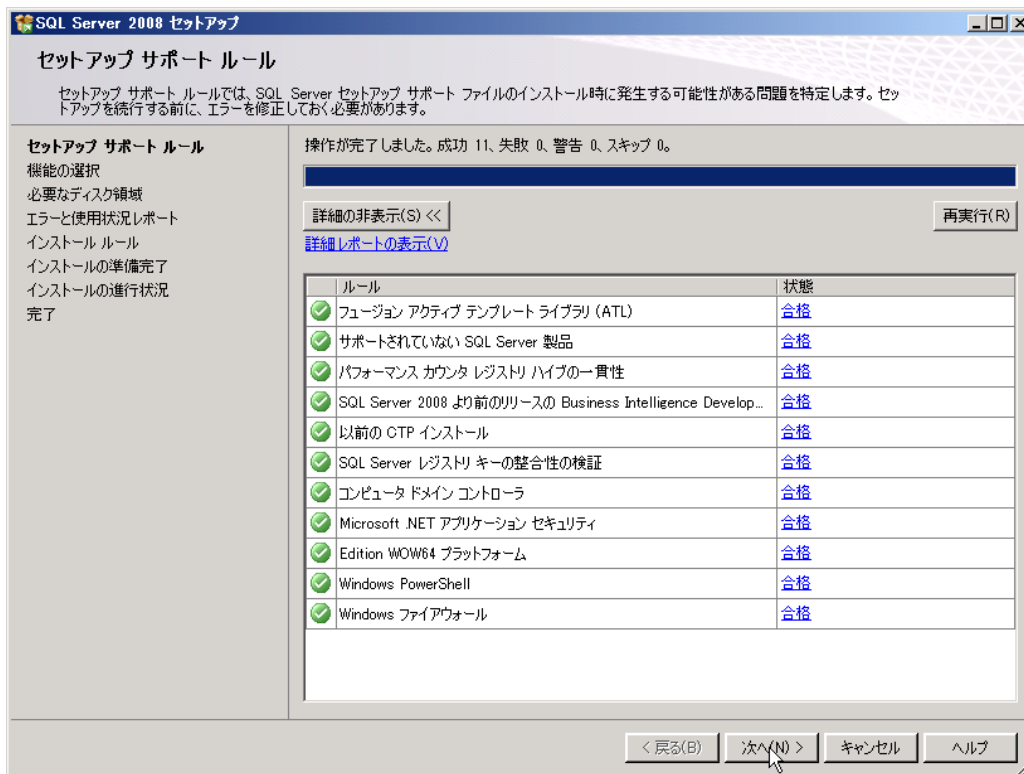 SQL Server 2008 セットアップ
セットアップ サポート ルール
セットアップ サポート ルールでは、SQL Server セットアップ サポート ファイルのインストール時に発生する可能性がある問題を特定します。セッ
トアップを続行する前に、エラーを修正しておく必要があります。
セットアップ サポート ルール
機能の選択
必要なディスク領域
エラーと使用状況レポート
インストール ルール
インストールの準備完了
インストールの進行状況
完了
操作が完了しました。成功 11、失敗 0、警告 0、スキップ 0。
詳細の非表示(S) <<
再実行(R)
詳細レポートの表示(V)
ルール 状態
フュージョン アクティブ テンプレート ライブラリ (ATL) 合格
サポートされていない SQL Server 製品 合格
パフォーマンス カウンタ レジストリ ハイブの一貫性 合格
SQL Server 2008 より前のリリースの Business Intelligence Develop... 合格
以前の CTP インストール 合格
SQL Server レジストリ キーの整合性の検証 合格
コンピュータ ドメイン コントローラ 合格
Microsoft .NET アプリケーション セキュリティ 合格
Edition WOW64 プラットフォーム 合格
Windows PowerShell 合格
Windows ファイアウォール 合格
< 戻る(B) 次へ(N) > キャンセル ヘルプ